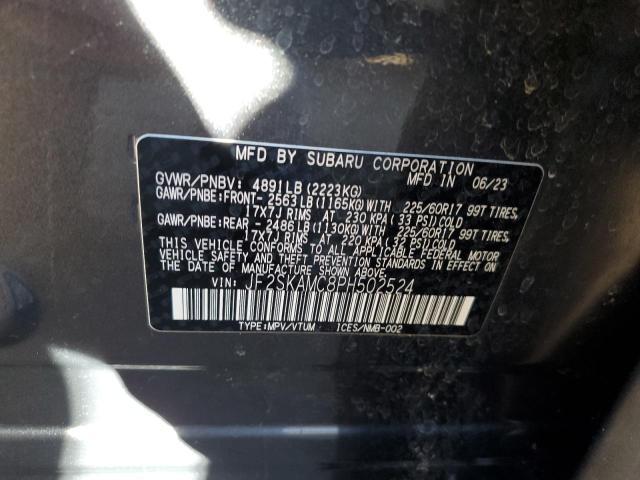 MFD BY SUBARU CORPORATION
GVWR/PNBV: 4891LB (2223KG) MFD IN 06/23
GAWR/PNBE: FRONT- 2563LB (1165KG) WITH 225/60R17 99T TIRES,
17X7J RIMS AT 230 KPA (33 PSI) COLD
GAWR/PNBE: REAR - 2486LB (1130KG) WITH 225/60R17 99T TIRES,
17X7J RIMS AT 220 KPA (32 PSI) COLD
THIS VEHICLE CONFORMS TO ALL APPLICABLE FEDERAL MOTOR
VEHICLE SAFETY, BUMPER, AND THEFT PREVENTION STANDARDS
IN EFFECT ON THE DATE OF MANUFACTURE SHOWN ABOVE.
VIN: JF2SKAMC8PH502524
TYPE:MPV/VTUM ICES/NMB-002